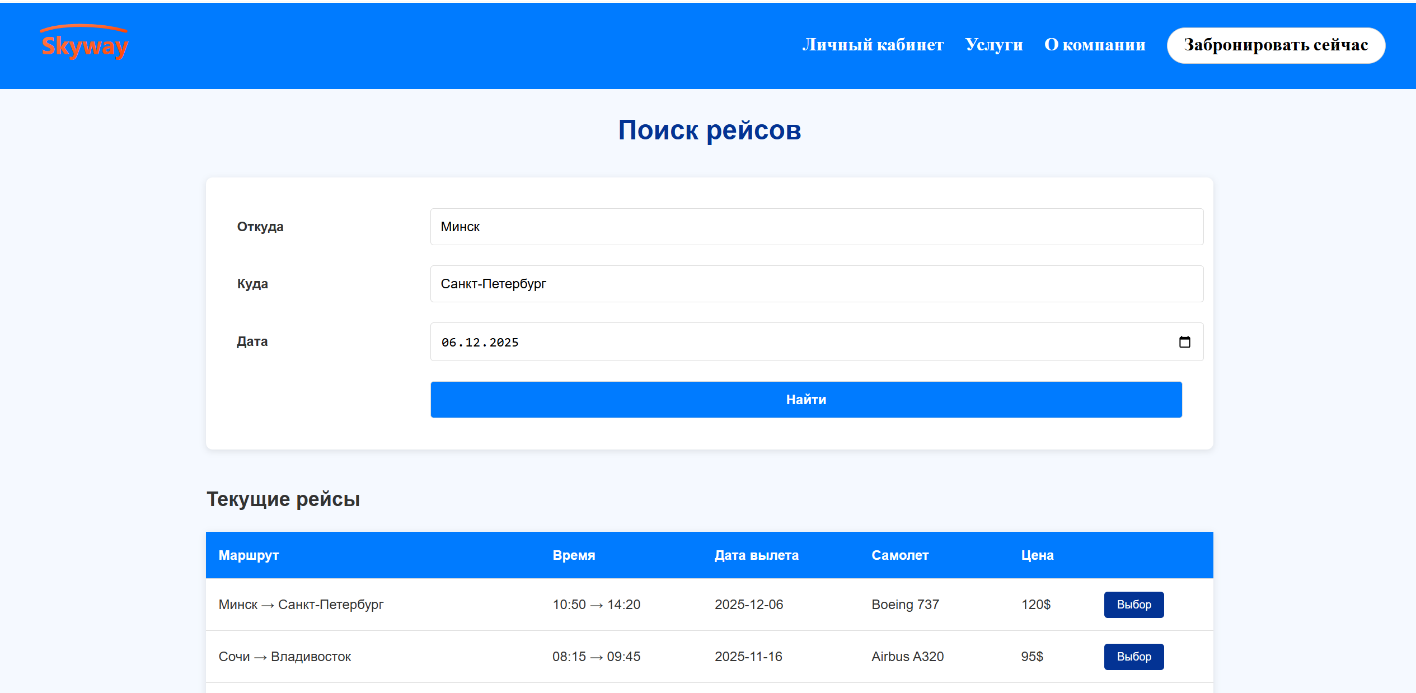 Skyway
Личный кабинет Услуги О компании Забронировать сейчас
Поиск рейсов
Откуда Минск
Куда Санкт-Петербург
Дата 06.12.2025
Найти
Текущие рейсы
Маршрут Время Дата вылета Самолет Цена
Минск → Санкт-Петербург 10:50 → 14:20 2025-12-06 Boeing 737 120$ Выбор
Сочи → Владивосток 08:15 → 09:45 2025-11-16 Airbus A320 95$ Выбор